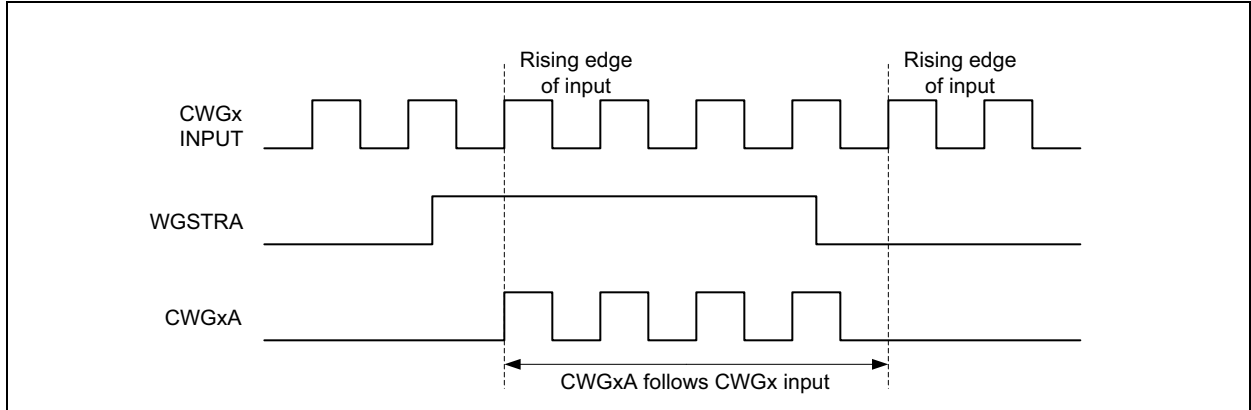 Rising edge
of input
Rising edge
of input
CWGx
INPUT
WGSTRA
CWGxA
CWGxA follows CWGx input